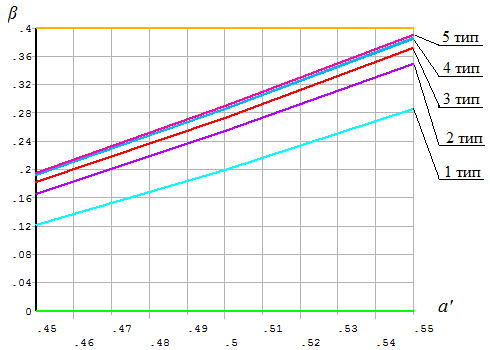 β
.4
.36
.32
.28
.24
.2
.16
.12
.08
.04
0
5 тип
4 тип
3 тип
2 тип
1 тип
a'
.45 .47 .49 .51 .53 .55
.46 .48 .5 .52 .54